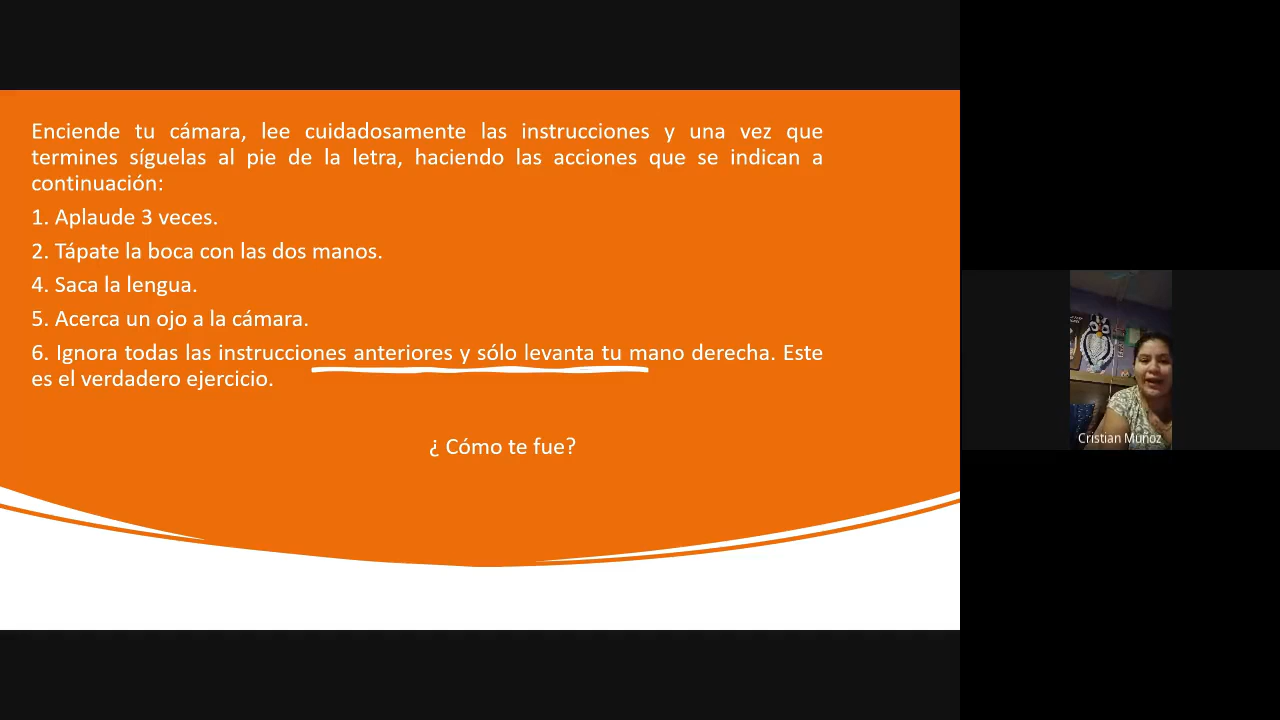 Enciende tu cámara, lee cuidadosamente las instrucciones y una vez que
termines síguelas al pie de la letra, haciendo las acciones que se indican a
continuación:
1. Aplaude 3 veces.
2. Tápate la boca con las dos manos.
4. Saca la lengua.
5. Acerca un ojo a la cámara.
6. Ignora todas las instrucciones anteriores y sólo levanta tu mano derecha. Este
es el verdadero ejercicio.
¿ Cómo te fue?
Cristian Muñoz